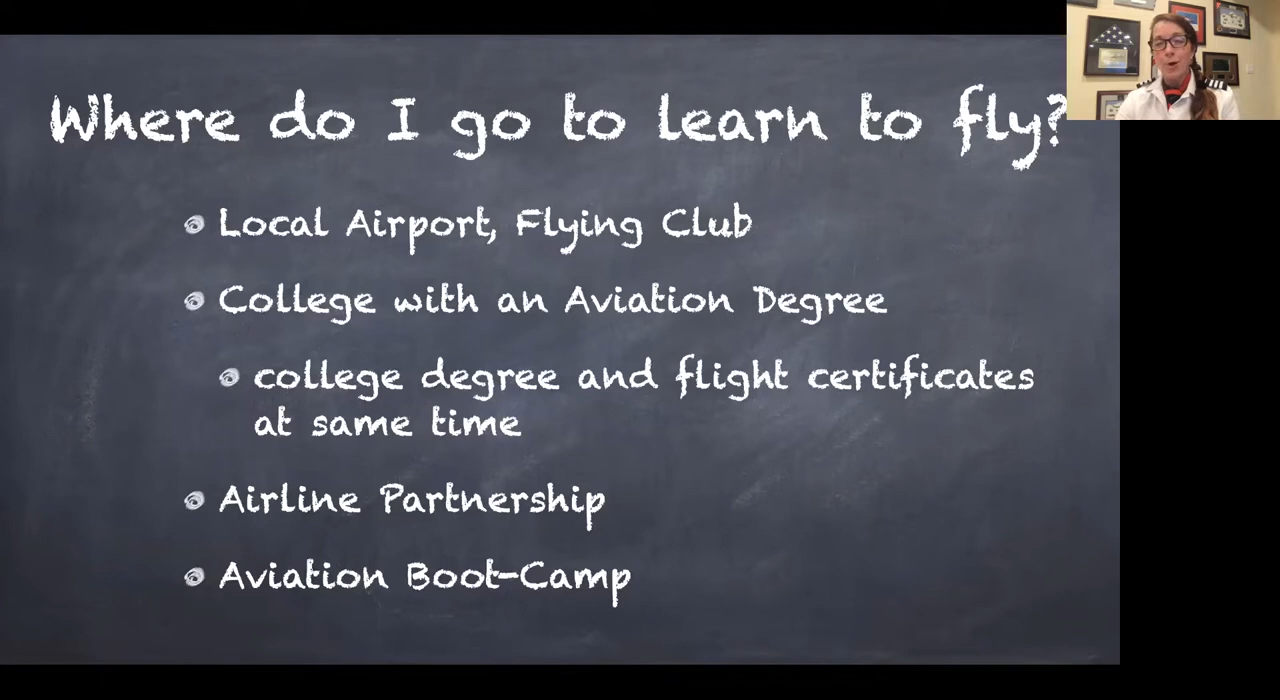 Where do I go to learn to fly?
Local Airport, Flying Club
College with an Aviation Degree
college degree and flight certificates
at same time
Airline Partnership
Aviation Boot-Camp